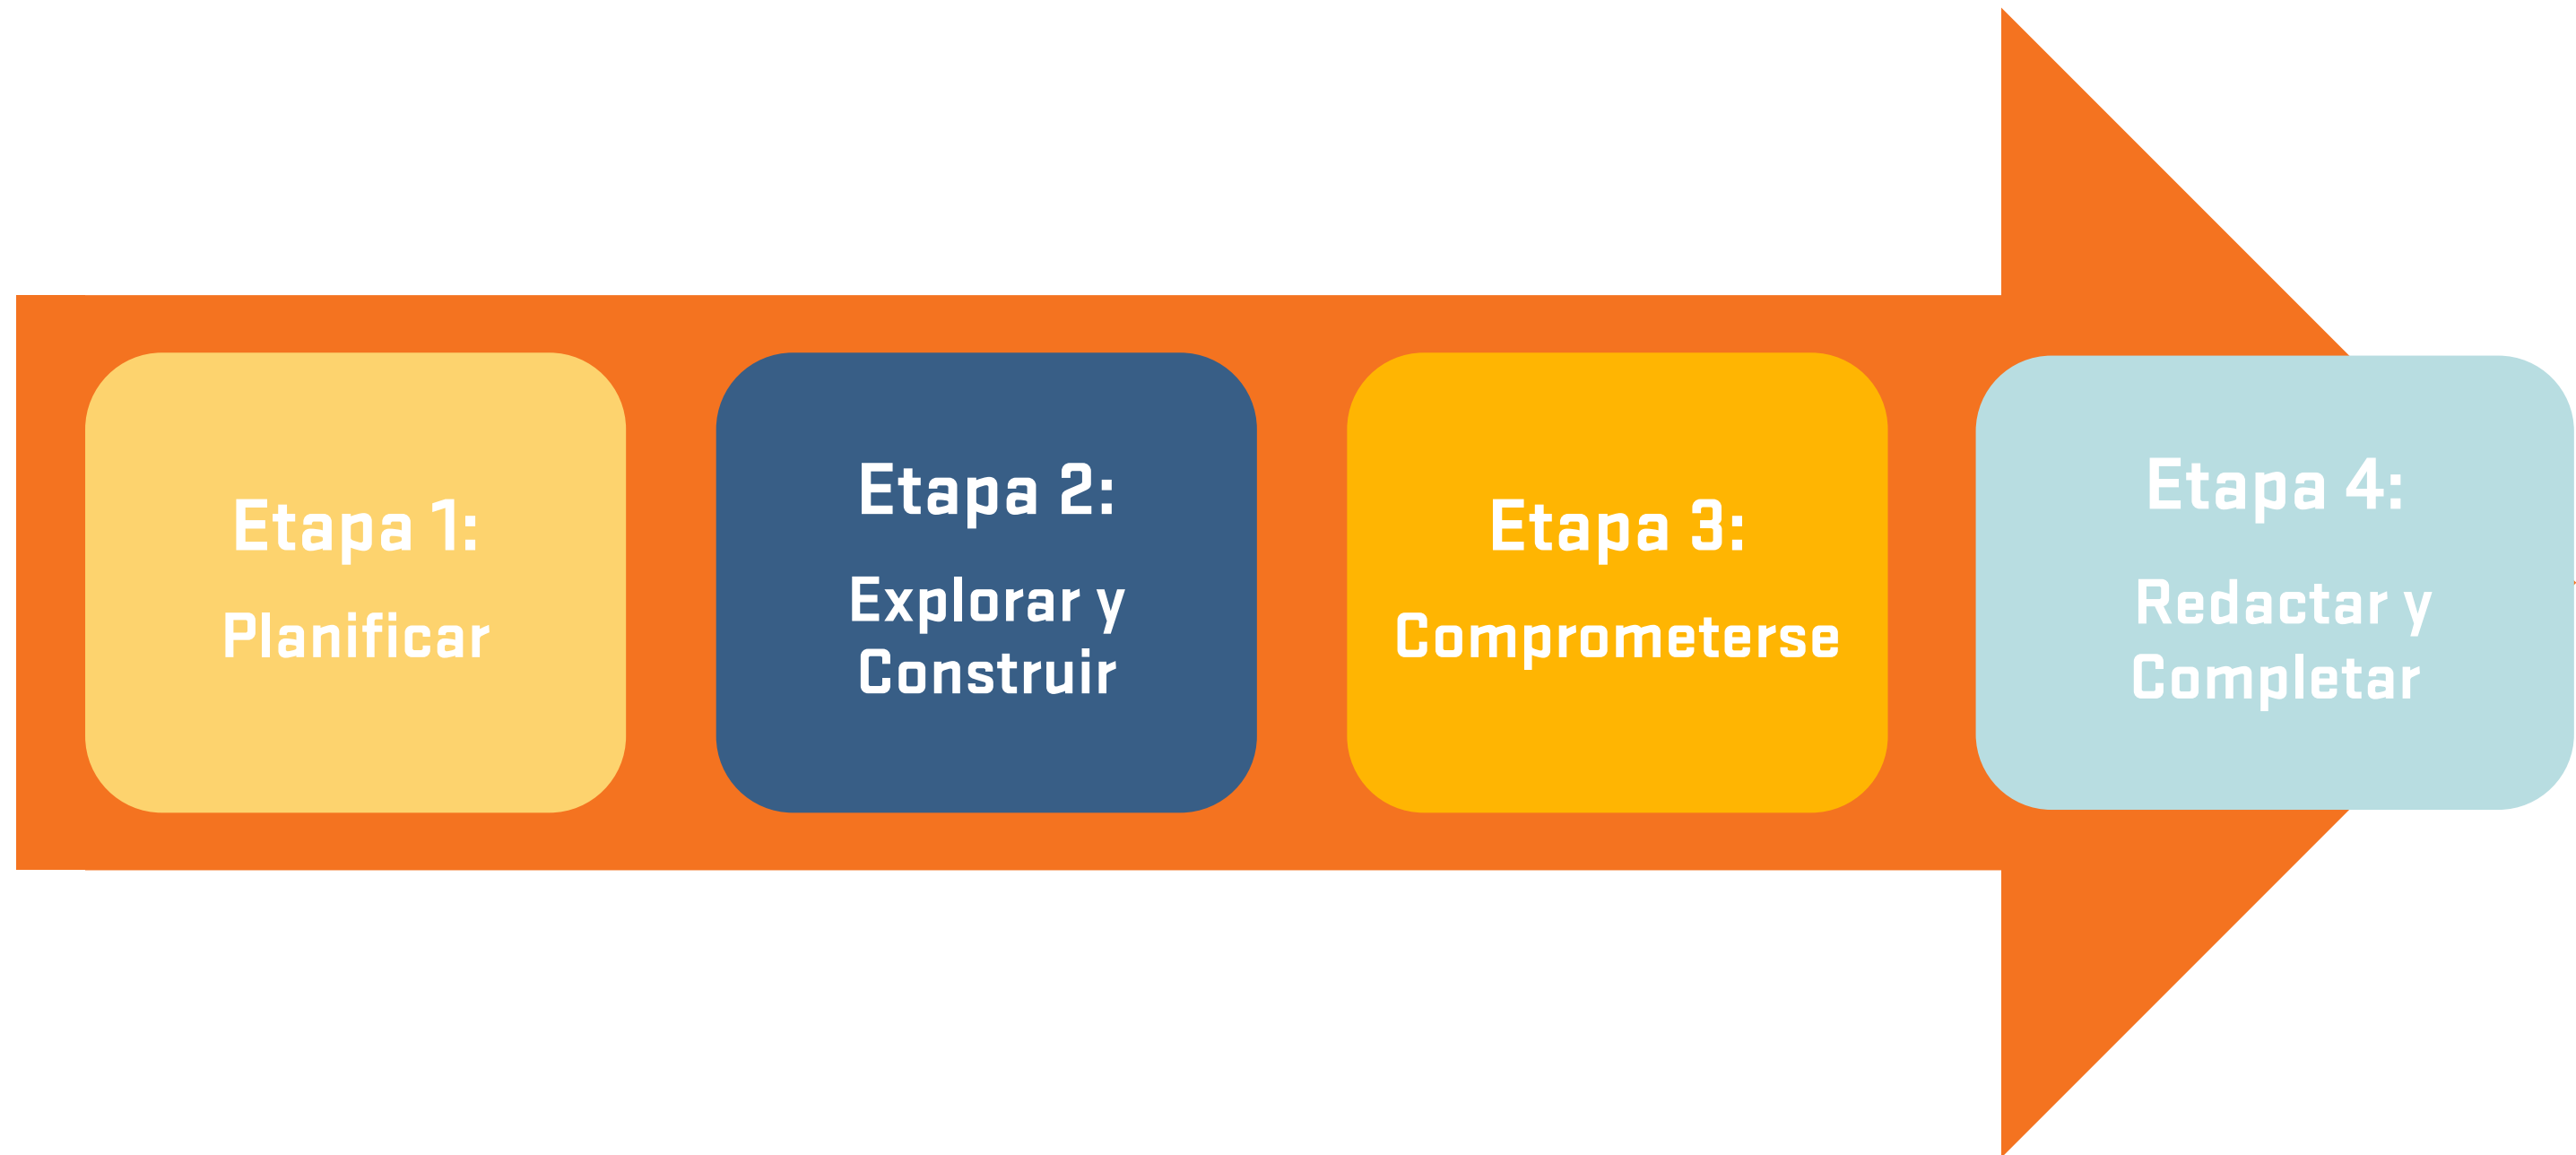 Etapa 1:
Planificar
Etapa 2:
Explorar y
Construir
Etapa 3:
Comprometerse
Etapa 4:
Redactar y
Completar